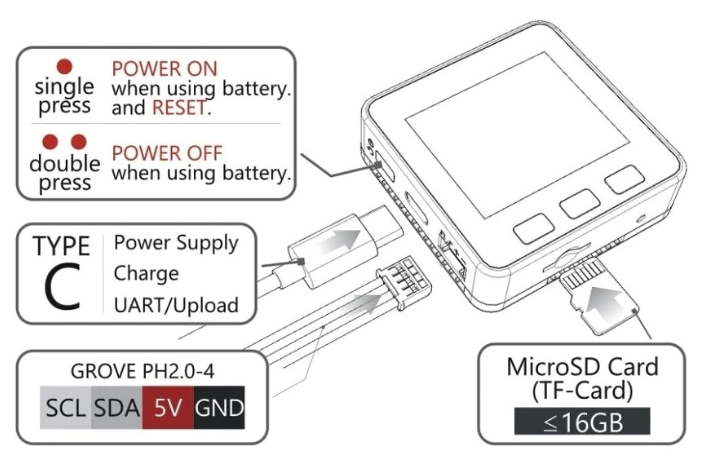 single
press
POWER ON
when using battery.
and RESET.
double
press
POWER OFF
when using battery.
TYPE
C
Power Supply
Charge
UART/Upload
GROVE PH2.0-4
SCL SDA 5V GND
MicroSD Card
(TF-Card)
≤16GB